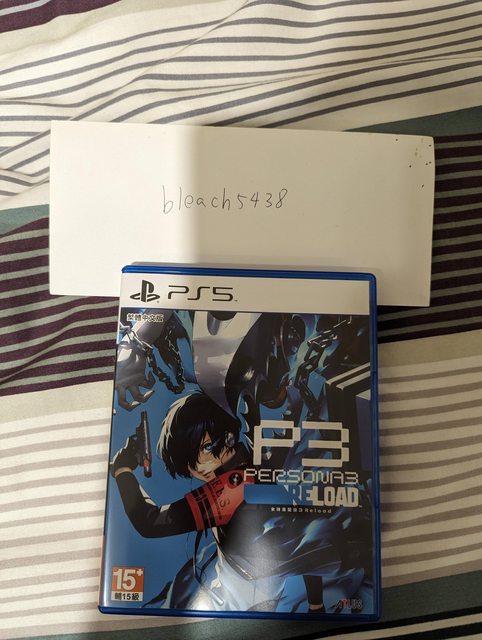 bleach5438
PS5
繁體中文版
P3
PERSONA3
RELOAD
女神異聞錄3 Reload
15+
輔15級
ATLUS